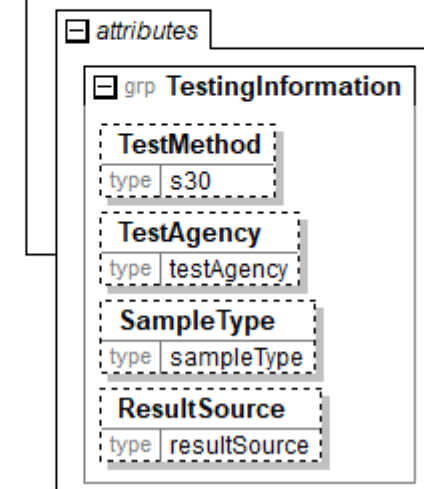 attributes
grp TestingInformation
TestMethod
type s30
TestAgency
type testAgency
SampleType
type sampleType
ResultSource
type resultSource